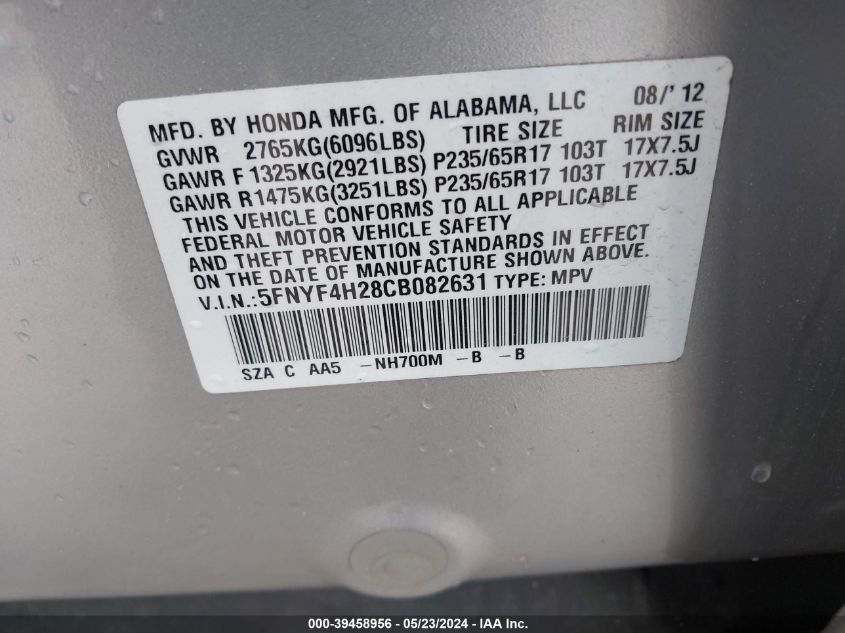 MFD. BY HONDA MFG. OF ALABAMA, LLC 08/' 12
GVWR 2765KG(6096LBS) TIRE SIZE RIM SIZE
GAWR F 1325KG(2921LBS) P235/65R17 103T 17X7.5J
GAWR R 1475KG(3251LBS) P235/65R17 103T 17X7.5J
THIS VEHICLE CONFORMS TO ALL APPLICABLE
FEDERAL MOTOR VEHICLE SAFETY
AND THEFT PREVENTION STANDARDS IN EFFECT
ON THE DATE OF MANUFACTURE SHOWN ABOVE.
V.I.N.:5FNYF4H28CB082631 TYPE: MPV
SZA C AA5 -NH700M -B -B
000-39458956 - 05/23/2024 - IAA Inc.